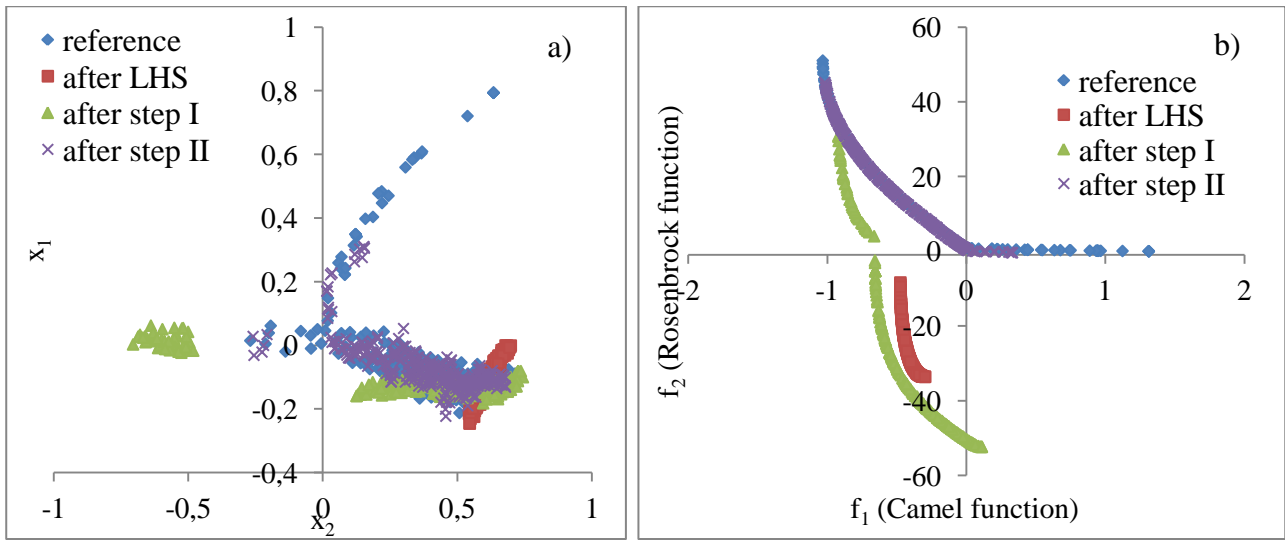 a)
reference
after LHS
after step I
after step II
1
0,8
0,6
0,4
0,2
0
-0,2
-0,4
-1
-0,5
0
0,5
1
x1
x2
b)
reference
after LHS
after step I
after step II
60
40
20
0
-20
-40
-60
-2
-1
0
1
2
f2 (Rosenbrock function)
f1 (Camel function)